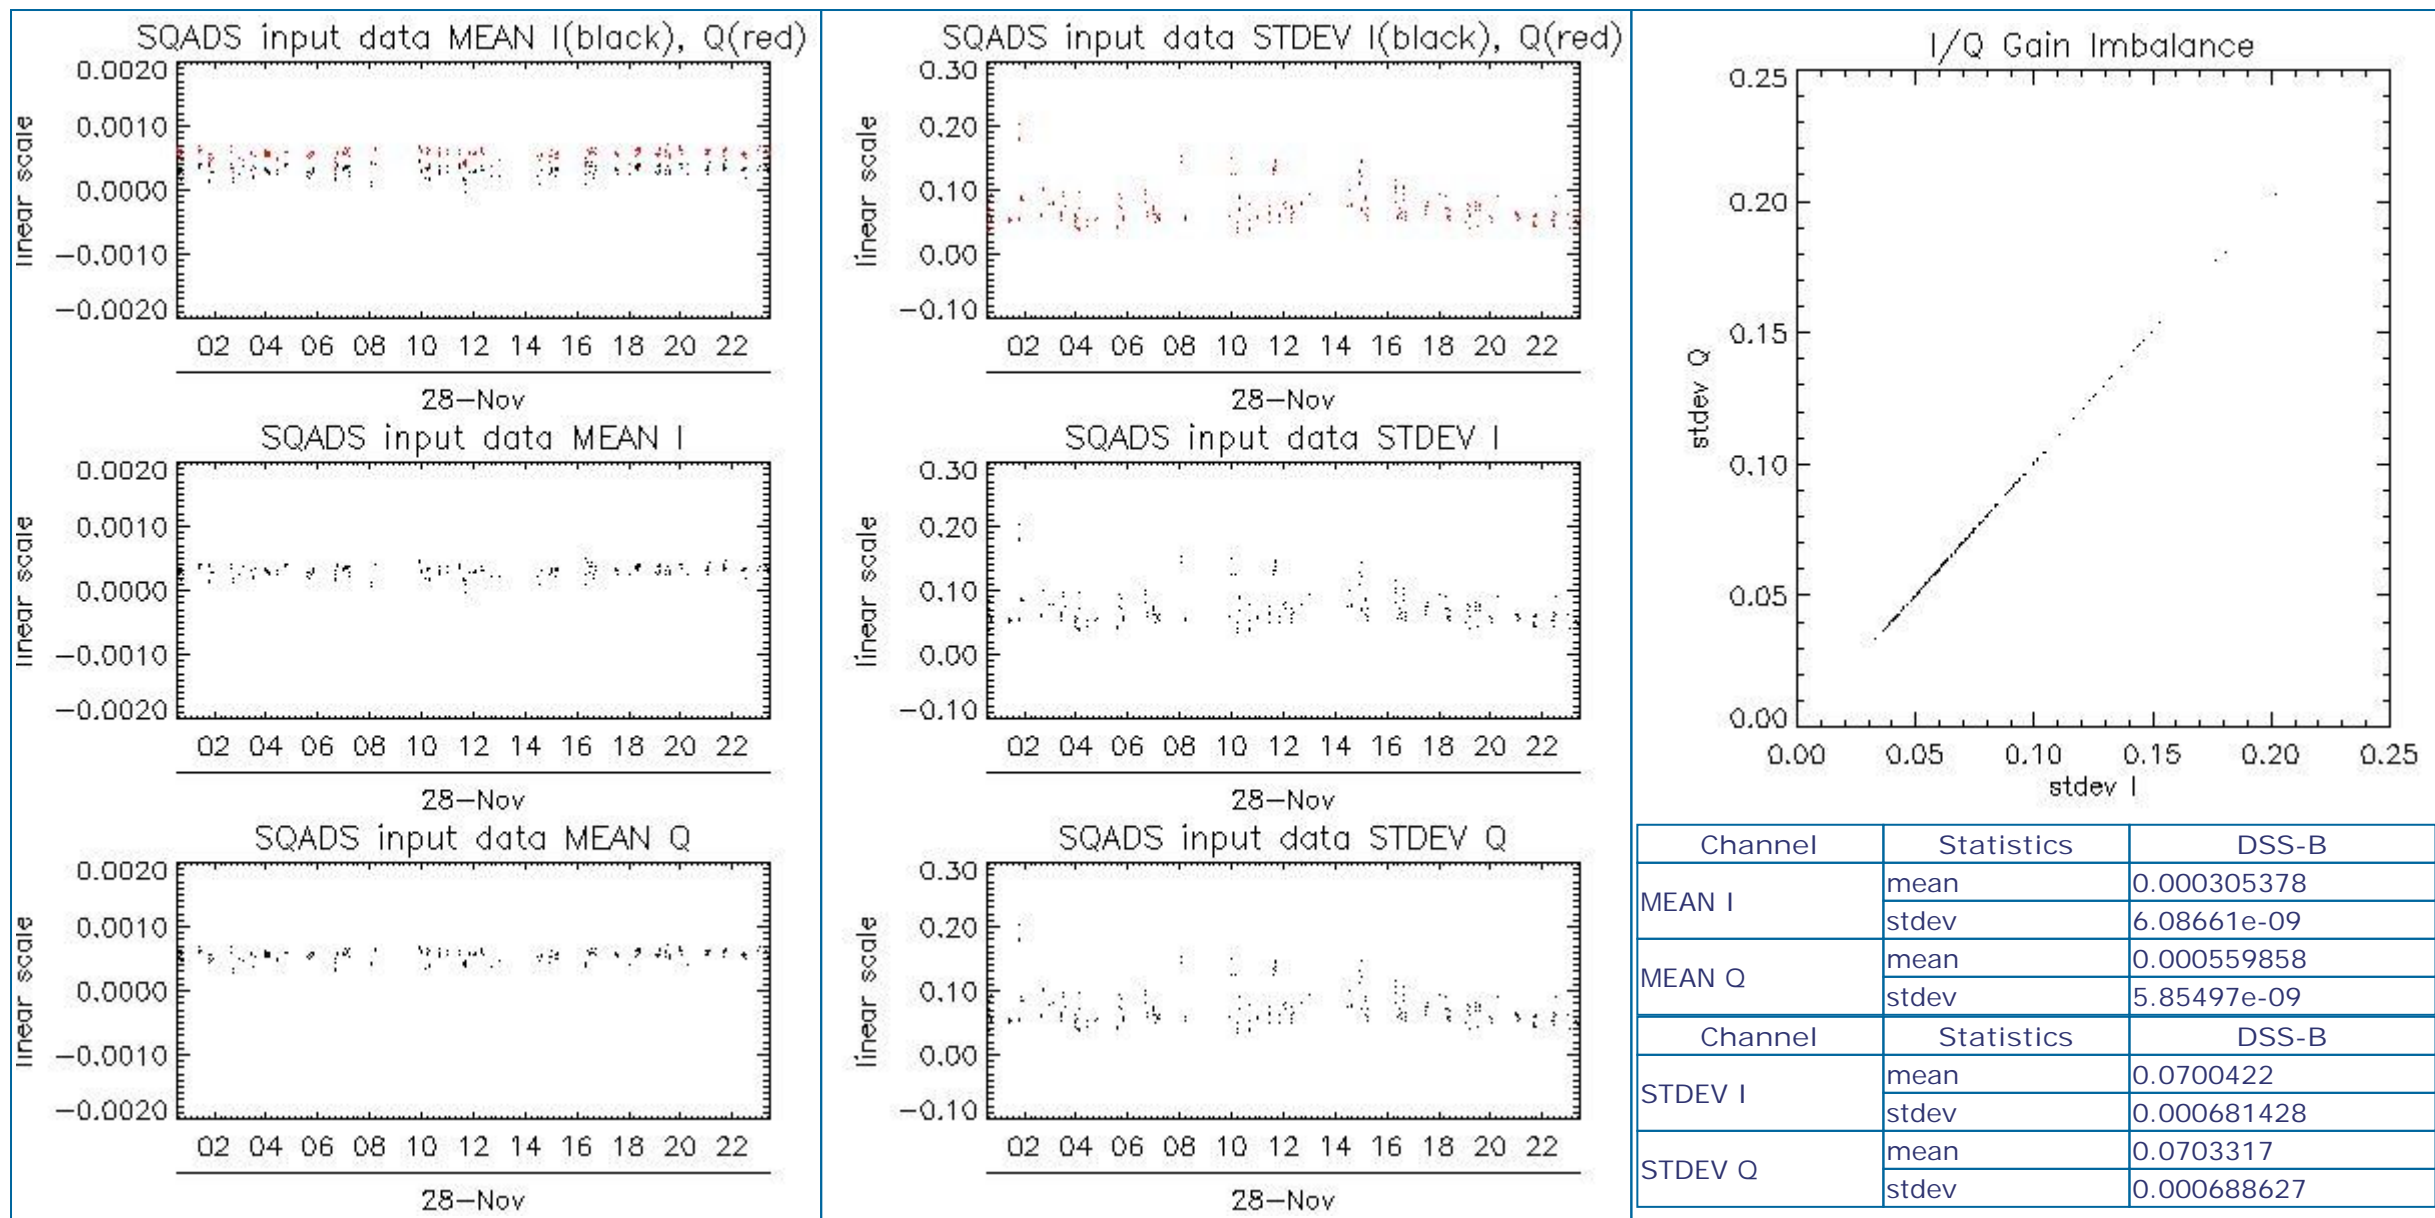 SQADS input data MEAN I(black), Q(red)
linear scale
0.0020
0.0010
0.0000
−0.0010
−0.0020
02 04 06 08 10 12 14 16 18 20 22
28−Nov
SQADS input data MEAN I
linear scale
0.0020
0.0010
0.0000
−0.0010
−0.0020
02 04 06 08 10 12 14 16 18 20 22
28−Nov
SQADS input data MEAN Q
linear scale
0.0020
0.0010
0.0000
−0.0010
−0.0020
02 04 06 08 10 12 14 16 18 20 22
28−Nov
SQADS input data STDEV I(black), Q(red)
linear scale
0.30
0.20
0.10
0.00
−0.10
02 04 06 08 10 12 14 16 18 20 22
28−Nov
SQADS input data STDEV I
linear scale
0.30
0.20
0.10
0.00
−0.10
02 04 06 08 10 12 14 16 18 20 22
28−Nov
SQADS input data STDEV Q
linear scale
0.30
0.20
0.10
0.00
−0.10
02 04 06 08 10 12 14 16 18 20 22
28−Nov
I/Q Gain Imbalance
stdev Q
0.25
0.20
0.15
0.10
0.05
0.00
0.00 0.05 0.10 0.15 0.20 0.25
stdev I
Channel Statistics DSS-B
MEAN I mean 0.000305378
stdev 6.08661e-09
MEAN Q mean 0.000559858
stdev 5.85497e-09
Channel Statistics DSS-B
STDEV I mean 0.0700422
stdev 0.000681428
STDEV Q mean 0.0703317
stdev 0.000688627